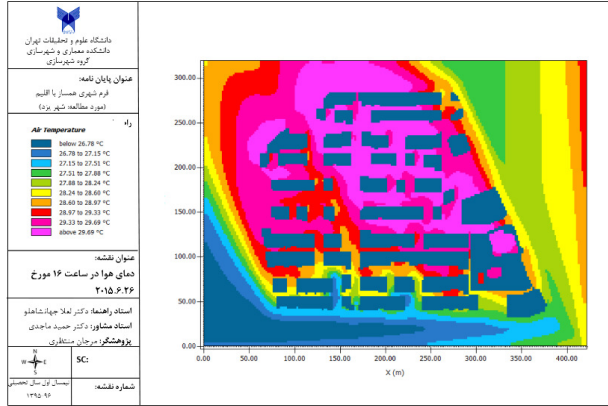 دانشگاه علوم و تحقیقات تهران
دانشکده معماری و شهرسازی
گروه شهرسازی
عنوان پایان نامه:
فرم شهری همساز با اقلیم
(مورد مطالعه: شهر یزد)
را
Air Temperature
below 26.78 °C
26.78 to 27.15 °C
27.15 to 27.51 °C
27.51 to 27.88 °C
27.88 to 28.24 °C
28.24 to 28.60 °C
28.60 to 28.97 °C
28.97 to 29.33 °C
29.33 to 29.69 °C
above 29.69 °C
عنوان نقشه:
دمای هوا در ساعت ۱۶ مورخ
۲۰۱۵.۶.۲۶
استاد راهنما: دکتر لعلا جهانشاهلو
استاد مشاور: دکتر حمید ماجدی
پژوهشگر: مرجان منتظری
N
W E
S
SC:
نیمسال اول سال تحصیلی
۱۳۹۵-۹۶
شماره نقشه:
300.00
250.00
200.00
150.00
100.00
50.00
0.00
0.00 50.00 100.00 150.00 200.00 250.00 300.00 350.00 400.00
X (m)